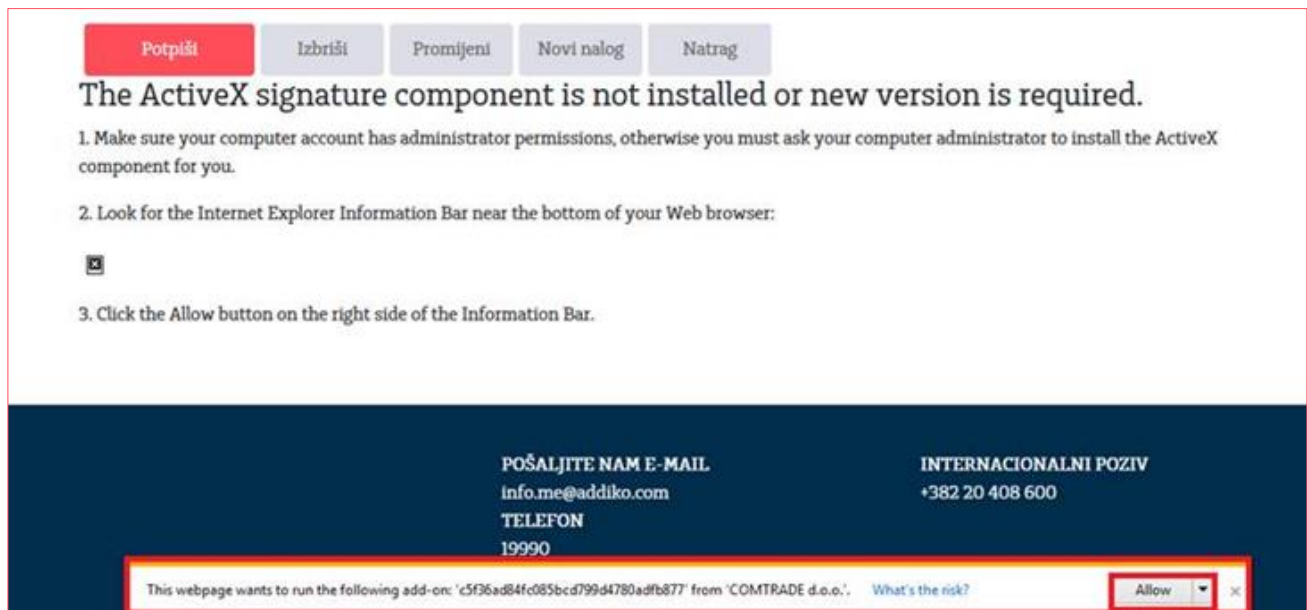 Potpiši Izbriši Promijeni Novi nalog Natrag
The ActiveX signature component is not installed or new version is required.
1. Make sure your computer account has administrator permissions, otherwise you must ask your computer administrator to install the ActiveX
component for you.
2. Look for the Internet Explorer Information Bar near the bottom of your Web browser:
3. Click the Allow button on the right side of the Information Bar.
POŠALJITE NAM E-MAIL INTERNACIONALNI POZIV
info.me@addiko.com +382 20 408 600
TELEFON
19990
This webpage wants to run the following add-on: 'c5f36ad84fc085bcd799d4780adfb877' from 'COMTRADE d.o.o.'. What's the risk? Allow